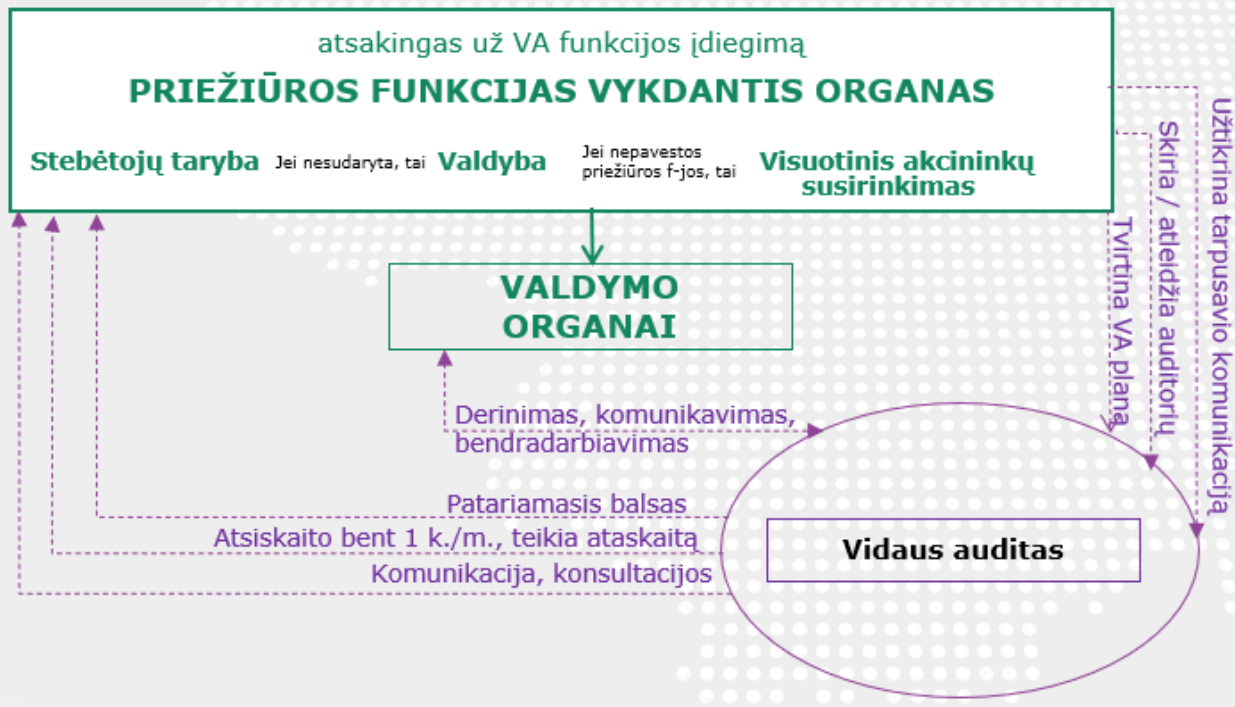 atsakingas už VA funkcijos įdiegimą
PRIEŽIŪROS FUNKCIJAS VYKDANTIS ORGANAS
Stebėtojų taryba
Jei nesudaryta, tai
Valdyba
Jei nepavestos
priežiūros f-jos, tai
Visuotinis akcininkų
susirinkimas
VALDYMO
ORGANAI
Derinimas, komunikavimas,
bendradarbiavimas
Patariamasis balsas
Atsiskaito bent 1 k./m., teikia ataskaitą
Komunikacija, konsultacijos
Vidaus auditas
Tvirtina VA planą
Skiria / atleidžia auditorių
Užtikrina tarpusavio komunikaciją